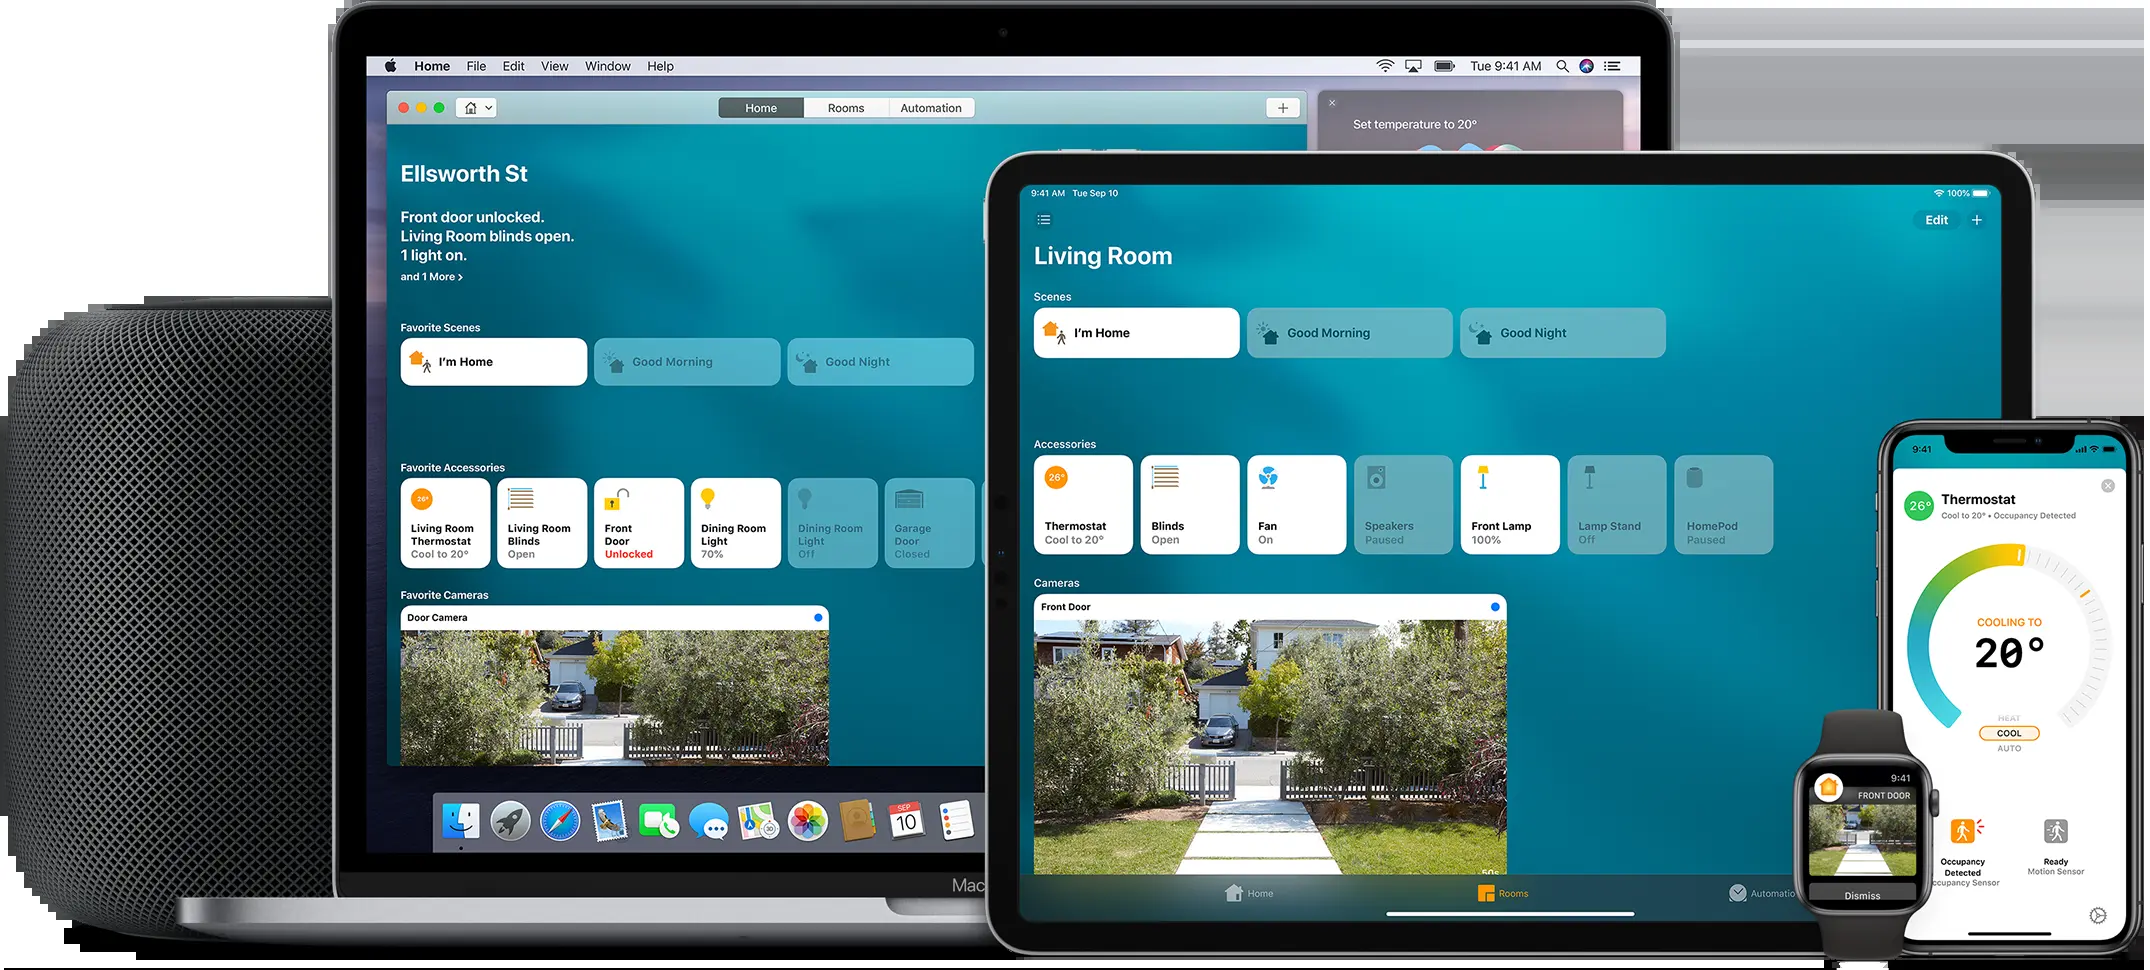 Home File Edit View Window Help
Tue 9:41 AM
Home Rooms Automation
Set temperature to 20°
Ellsworth St
Front door unlocked.
Living Room blinds open.
1 light on.
and 1 More >
Favorite Scenes
I'm Home
Good Morning
Good Night
Favorite Accessories
26°
Living Room
Thermostat
Cool to 20°
Living Room
Blinds
Open
Front
Door
Unlocked
Dining Room
Light
70%
Dining Room
Light
Off
Garage
Door
Closed
Favorite Cameras
Door Camera
SEP
10
Mac
9:41 AM Tue Sep 10
100%
Edit +
Living Room
Scenes
I'm Home
Good Morning
Good Night
Accessories
26°
Thermostat
Cool to 20°
Blinds
Open
Fan
On
Speakers
Paused
Front Lamp
100%
Lamp Stand
Off
HomePod
Paused
Cameras
Front Door
Home
Rooms
Automatio
9:41
26°
Thermostat
Cool to 20° • Occupancy Detected
COOLING TO
20°
HEAT
COOL
AUTO
Occupancy
Detected
ccupancy Sensor
Ready
Motion Sensor
9:41
FRONT DOOR
Dismiss